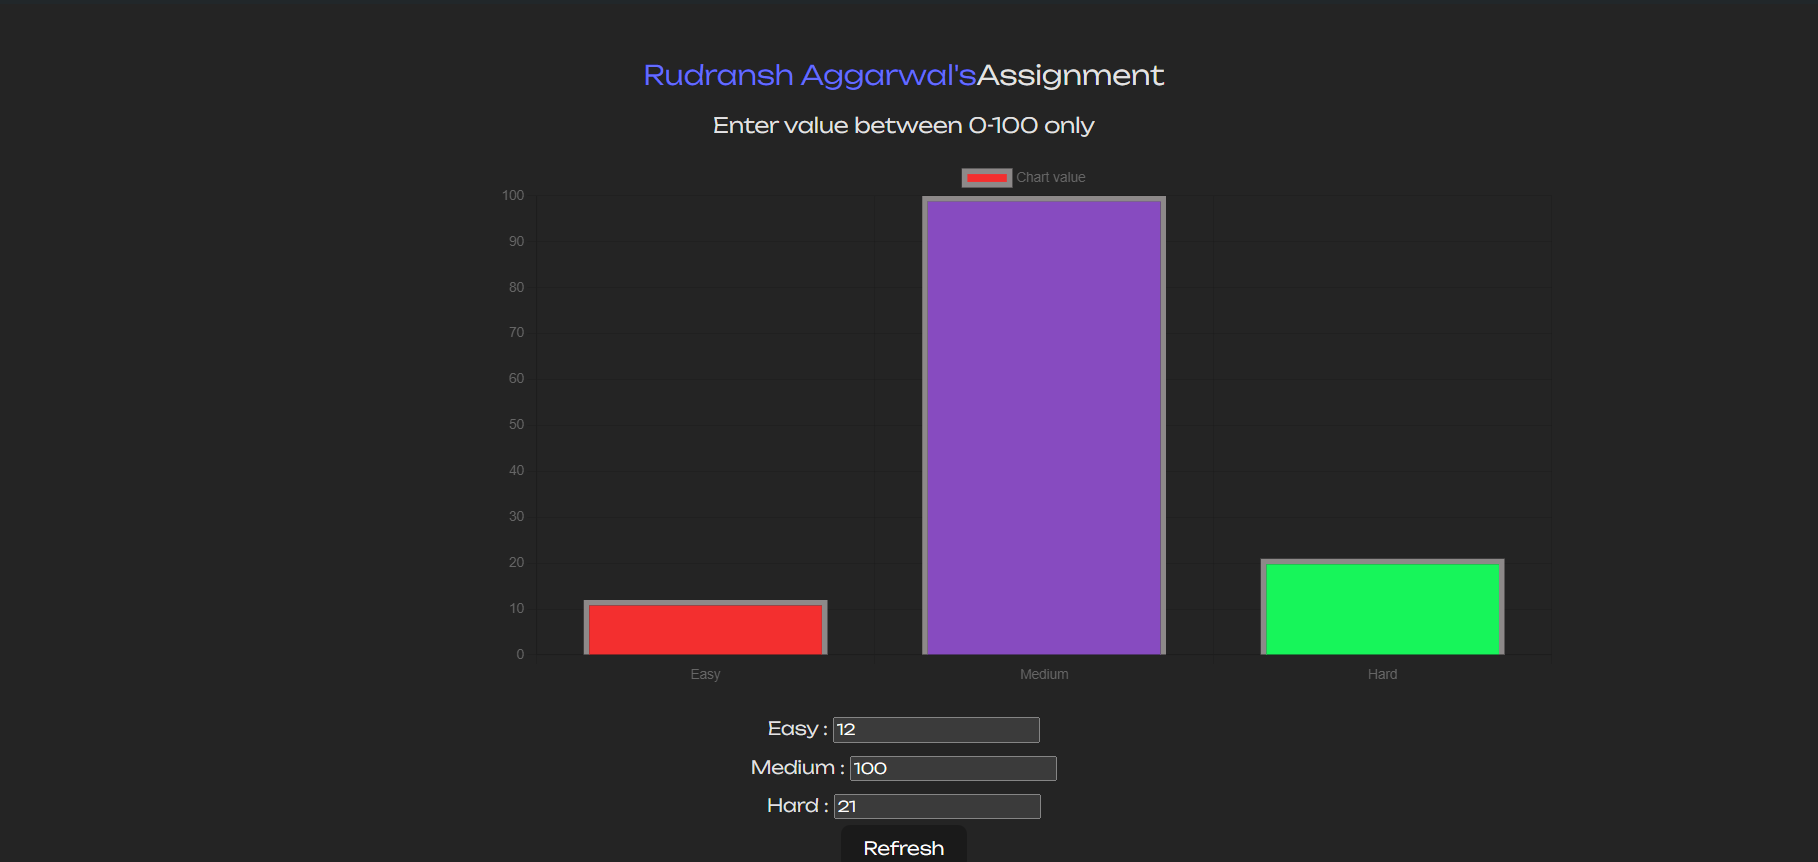 Rudransh Aggarwal'sAssignment
Enter value between 0-100 only
Chart value
100
90
80
70
60
50
40
30
20
10
0
Easy Medium Hard
Easy : 12
Medium : 100
Hard : 21
Refresh